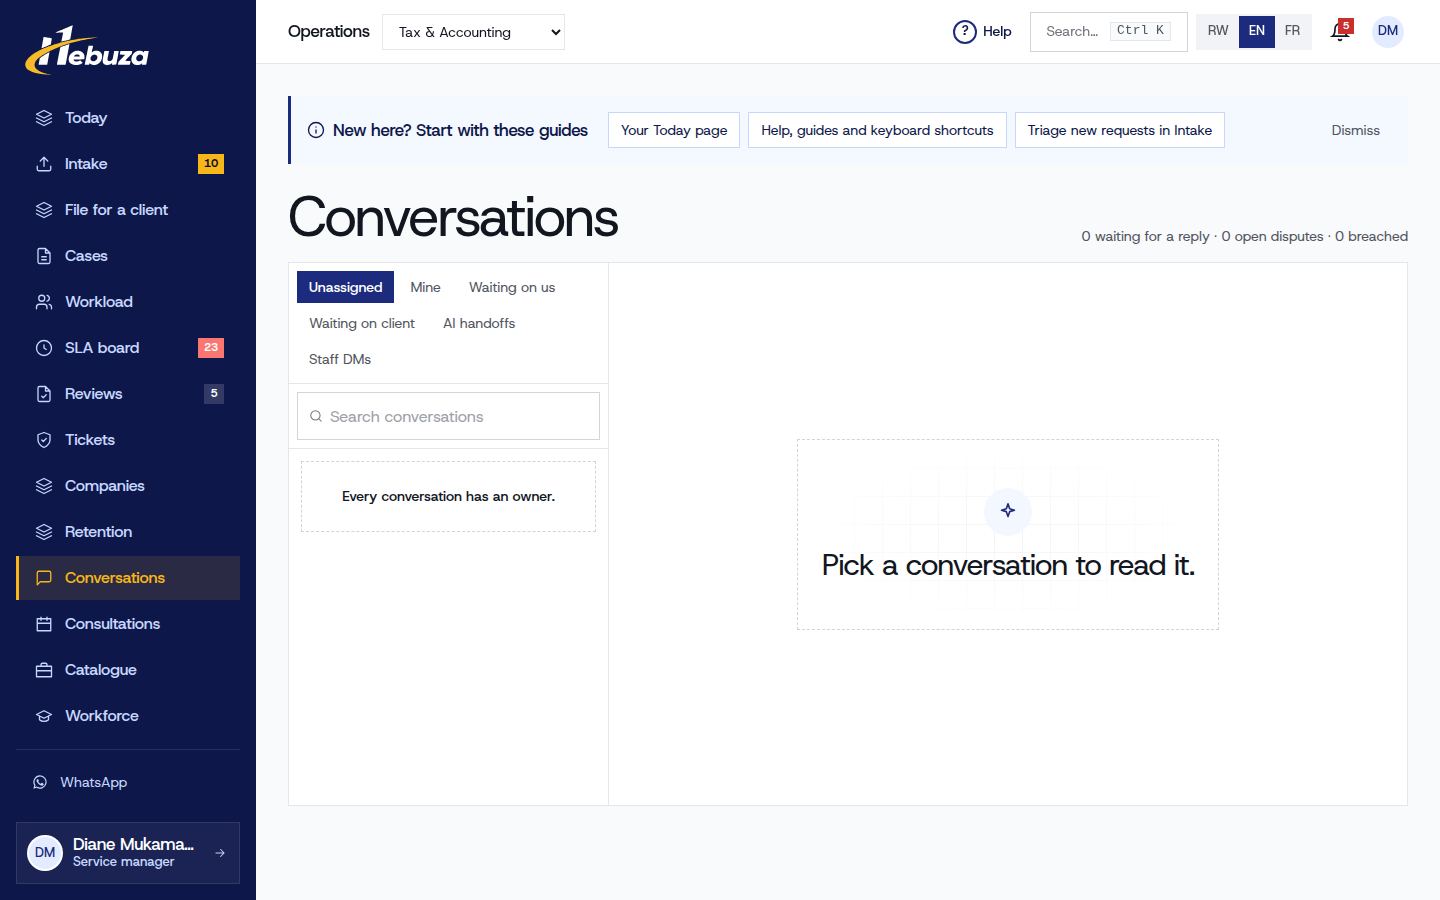 Hebuza
Today
Intake 10
File for a client
Cases
Workload
SLA board 23
Reviews 5
Tickets
Companies
Retention
Conversations
Consultations
Catalogue
Workforce
WhatsApp
DM Diane Mukama...
Service manager
Operations Tax & Accounting ? Help Search... Ctrl K RW EN FR 5 DM
New here? Start with these guides Your Today page Help, guides and keyboard shortcuts Triage new requests in Intake Dismiss
Conversations
0 waiting for a reply · 0 open disputes · 0 breached
Unassigned Mine Waiting on us
Waiting on client AI handoffs
Staff DMs
Search conversations
Every conversation has an owner.
Pick a conversation to read it.